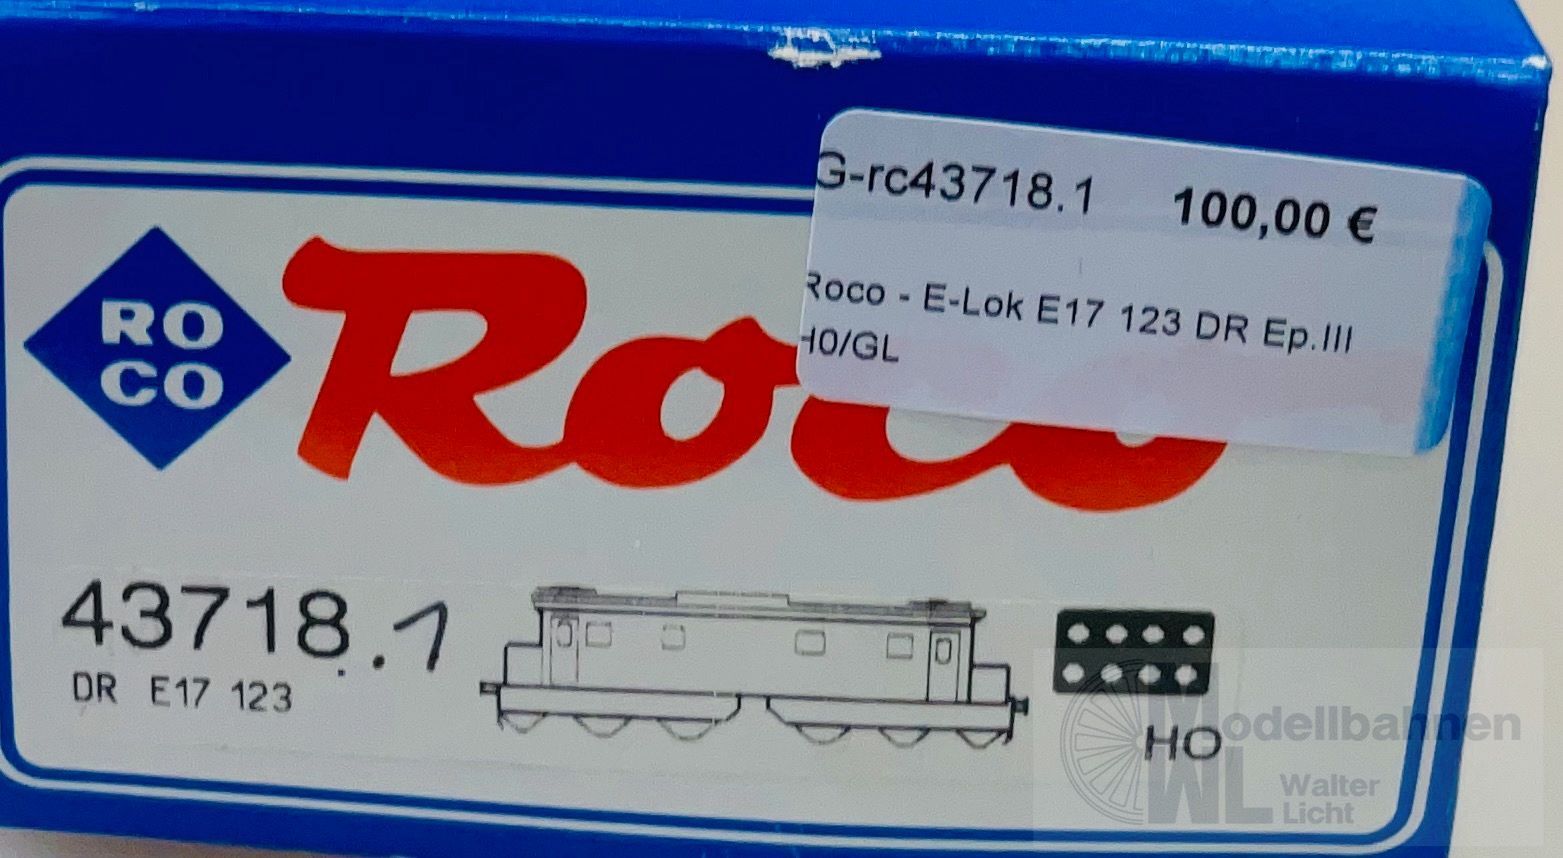 G-rc43718.1 100,00 €
Roco - E-Lok E17 123 DR Ep.III
H0/GL
RO
CO
Roco
43718.1
DR E17 123
HO
Modellbahnen
WL
Walter
Licht